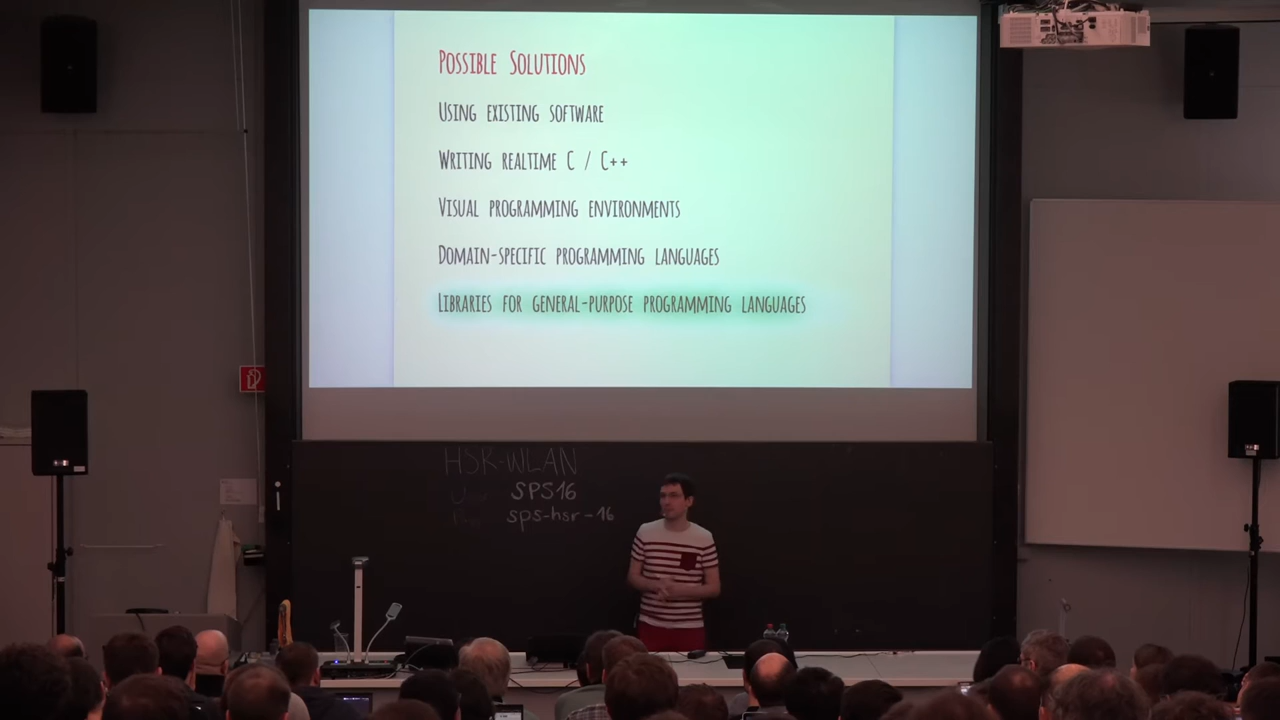 Possible Solutions
Using existing software
Writing realtime C / C++
Visual programming environments
Domain-specific programming languages
Libraries for general-purpose programming languages
HSR-WLAN
SPS16
sps-hsr-16